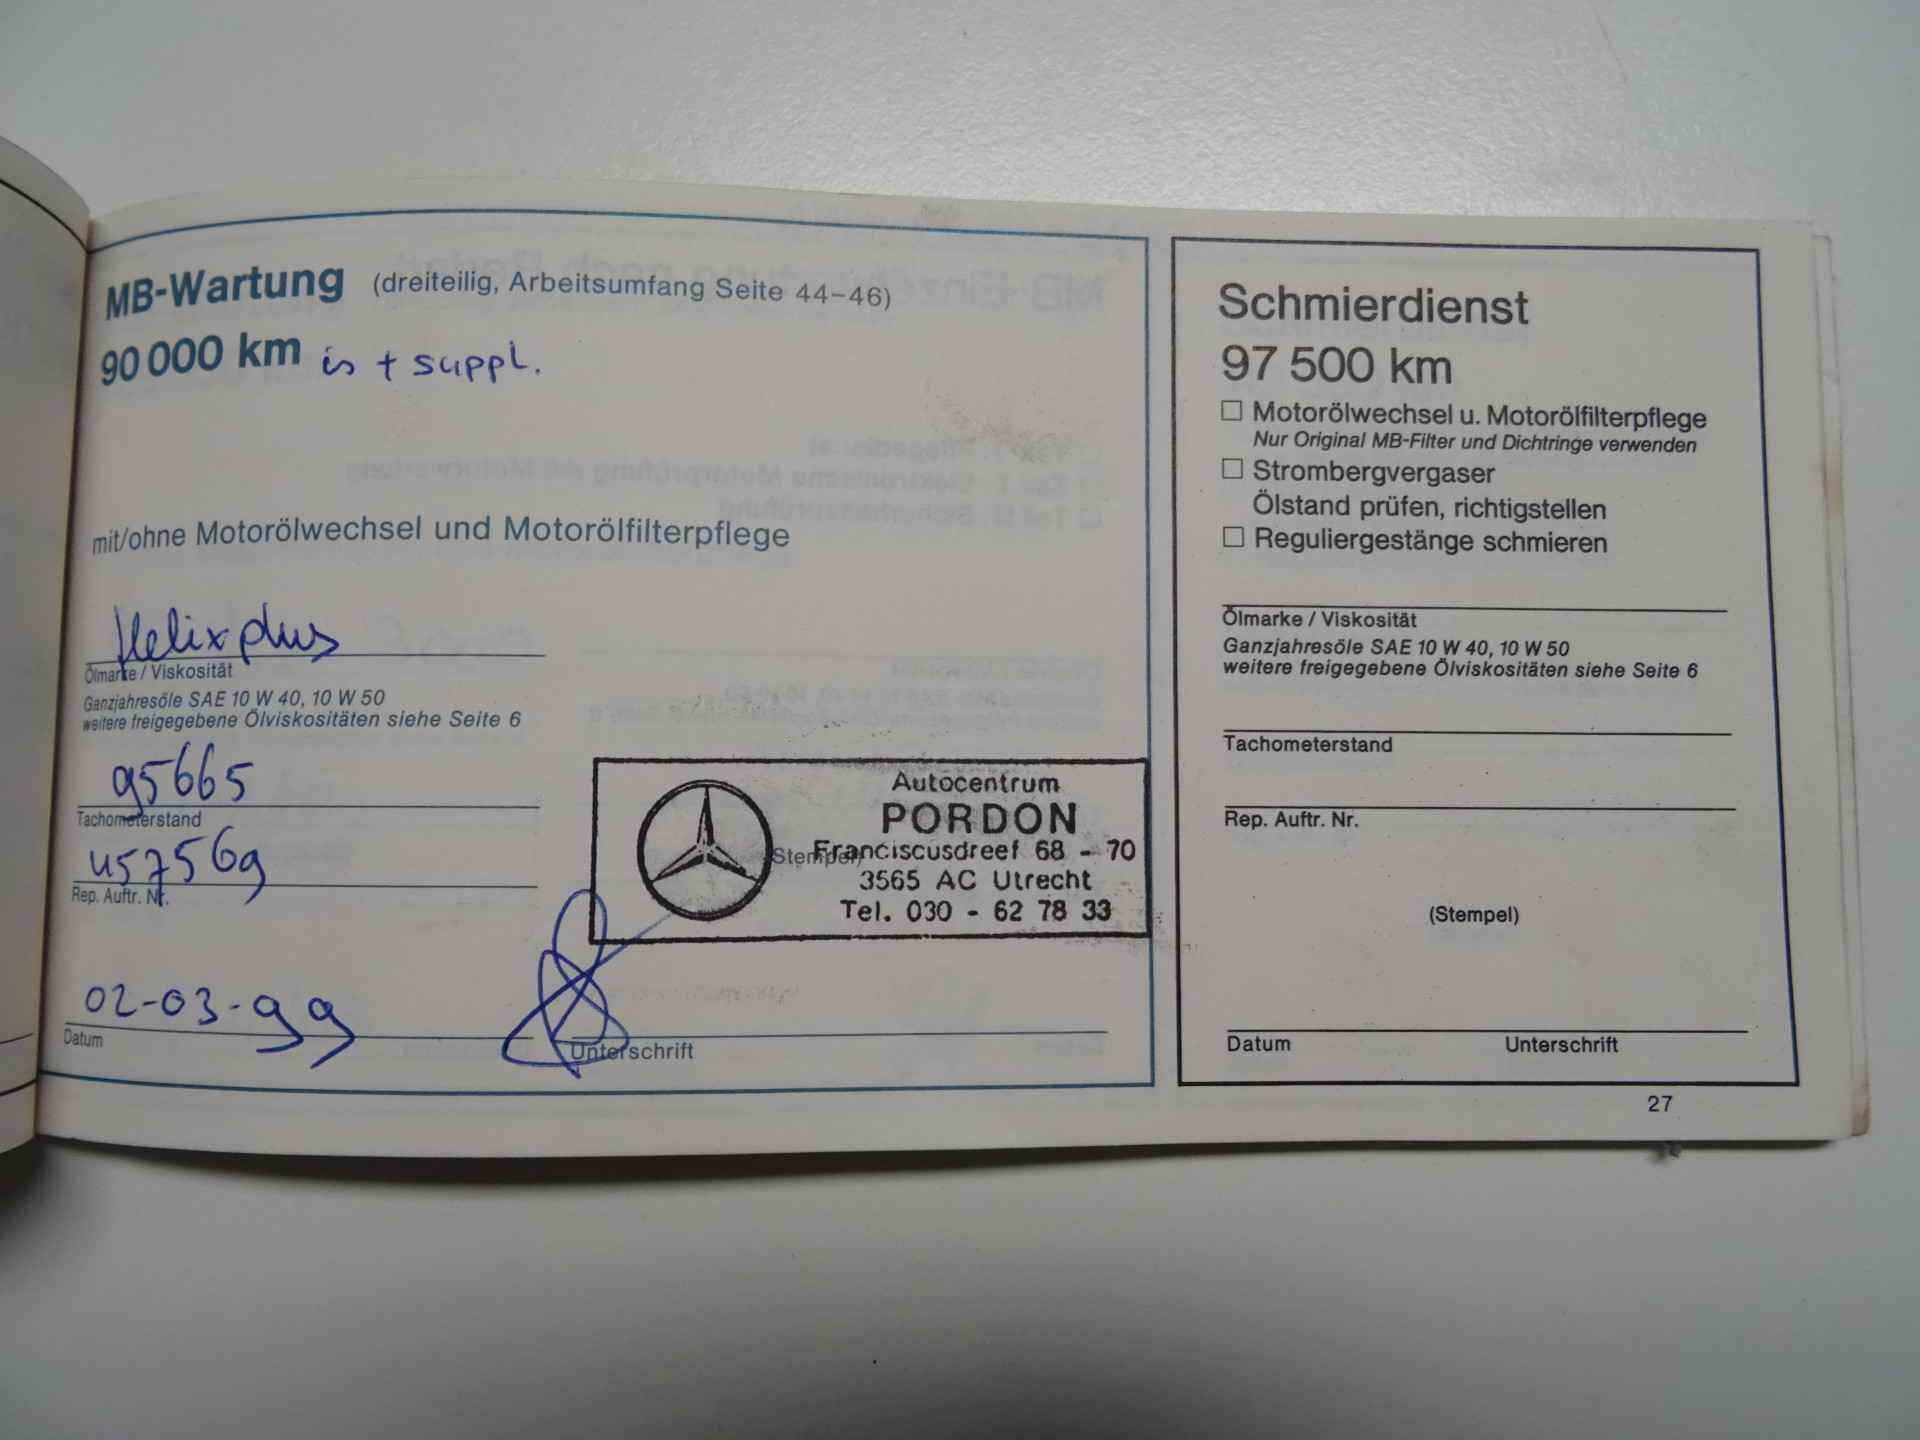 MB-Wartung (dreiteilig, Arbeitsumfang Seite 44–46)
90 000 km is + suppl.
mit/ohne Motorölwechsel und Motorölfilterpflege
Helix plus
Ölmarke / Viskosität
Ganzjahresöle SAE 10 W 40, 10 W 50
weitere freigegebene Ölviskositäten siehe Seite 6
95665
Tachometerstand
457569
Rep. Auftr. Nr.
02-03-99
Datum
Unterschrift
(Stempel)
Autocentrum
PORDON
Franciscusdreef 68 - 70
3565 AC Utrecht
Tel. 030 - 62 78 33
Schmierdienst
97 500 km
Motorölwechsel u. Motorölfilterpflege
Nur Original MB-Filter und Dichtringe verwenden
Strombergvergaser
Ölstand prüfen, richtigstellen
Reguliergestänge schmieren
Ölmarke / Viskosität
Ganzjahresöle SAE 10 W 40, 10 W 50
weitere freigegebene Ölviskositäten siehe Seite 6
Tachometerstand
Rep. Auftr. Nr.
(Stempel)
Datum Unterschrift
27